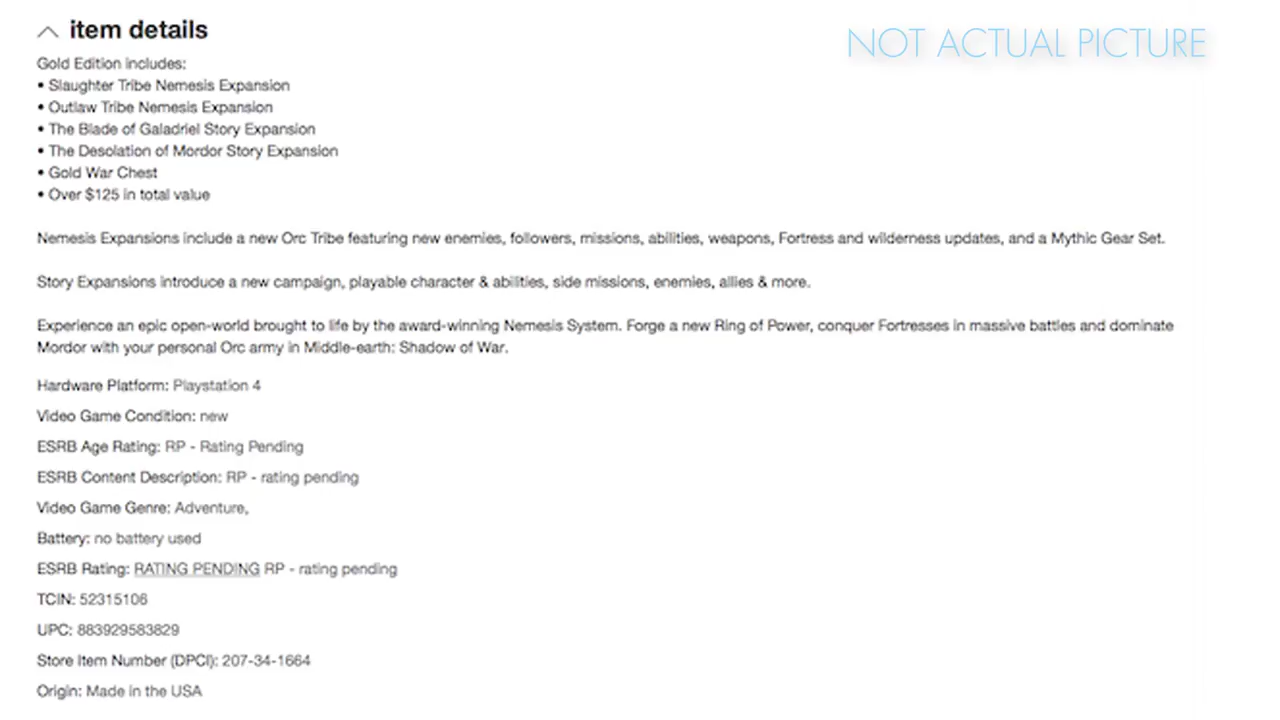 item details
NOT ACTUAL PICTURE
Gold Edition includes:
• Slaughter Tribe Nemesis Expansion
• Outlaw Tribe Nemesis Expansion
• The Blade of Galadriel Story Expansion
• The Desolation of Mordor Story Expansion
• Gold War Chest
• Over $125 in total value
Nemesis Expansions include a new Orc Tribe featuring new enemies, followers, missions, abilities, weapons, Fortress and wilderness updates, and a Mythic Gear Set.
Story Expansions introduce a new campaign, playable character & abilities, side missions, enemies, allies & more.
Experience an epic open-world brought to life by the award-winning Nemesis System. Forge a new Ring of Power, conquer Fortresses in massive battles and dominate
Mordor with your personal Orc army in Middle-earth: Shadow of War.
Hardware Platform: Playstation 4
Video Game Condition: new
ESRB Age Rating: RP - Rating Pending
ESRB Content Description: RP - rating pending
Video Game Genre: Adventure,
Battery: no battery used
ESRB Rating: RATING PENDING RP - rating pending
TCIN: 52315106
UPC: 883929583829
Store Item Number (DPCI): 207-34-1664
Origin: Made in the USA